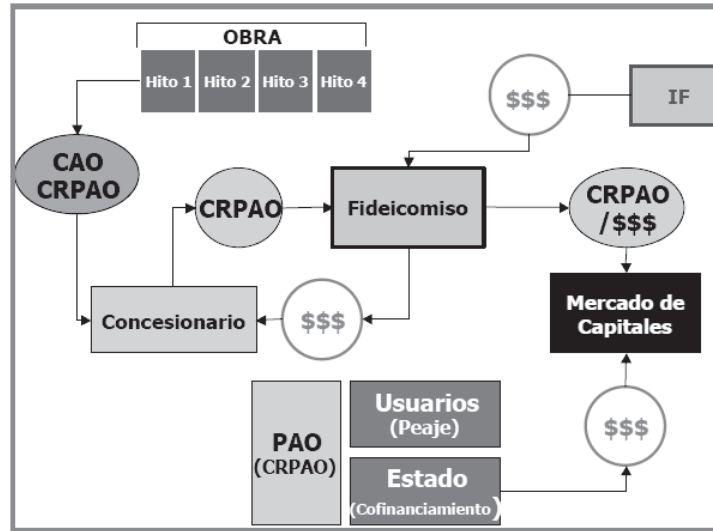 OBRA
Hito 1 Hito 2 Hito 3 Hito 4
$$$
IF
CAO
CRPAO
CRPAO
Fideicomiso
CRPAO
/$$$
Concesionario
$$$
Mercado de
Capitales
PAO
(CRPAO)
Usuarios
(Peaje)
Estado
(Cofinanciamiento)
$$$